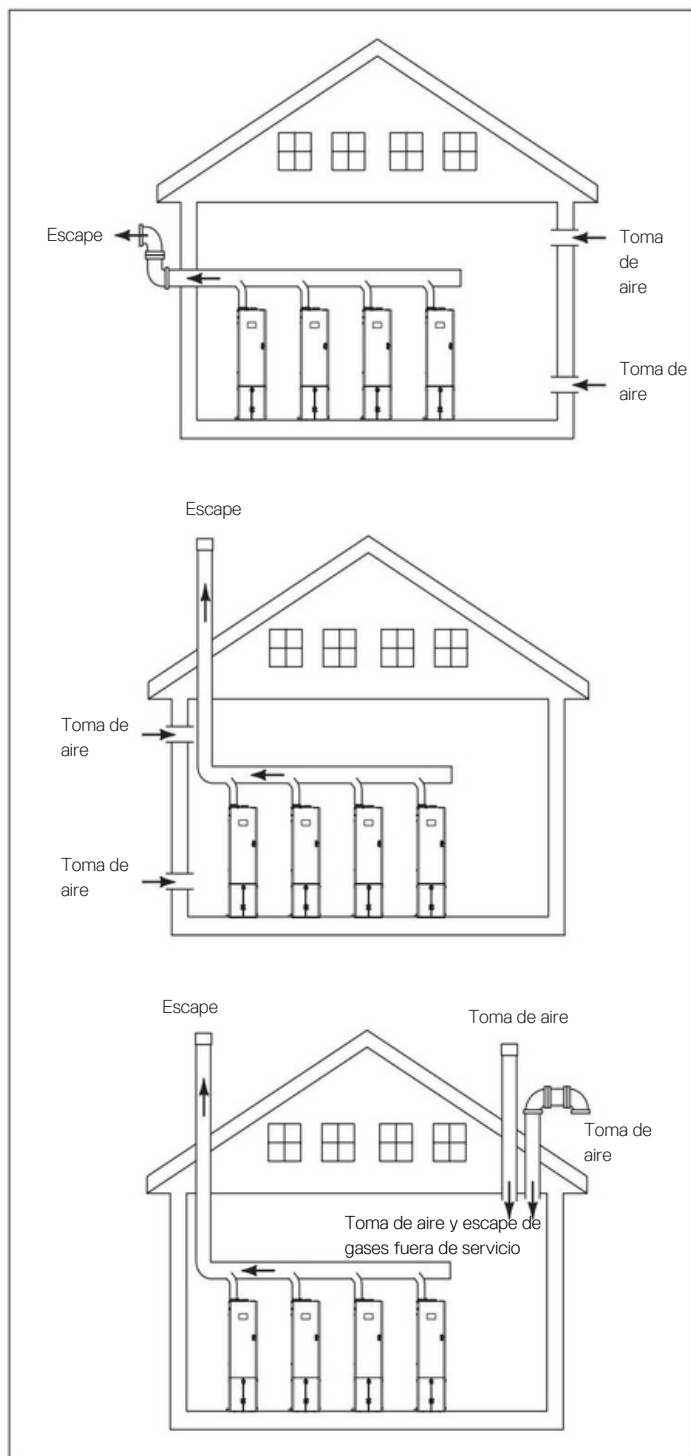 Escape
Toma
de
aire
Toma de
aire
Escape
Toma de
aire
Toma de
aire
Escape
Toma de aire
Toma de
aire
Toma de aire y escape de
gases fuera de servicio